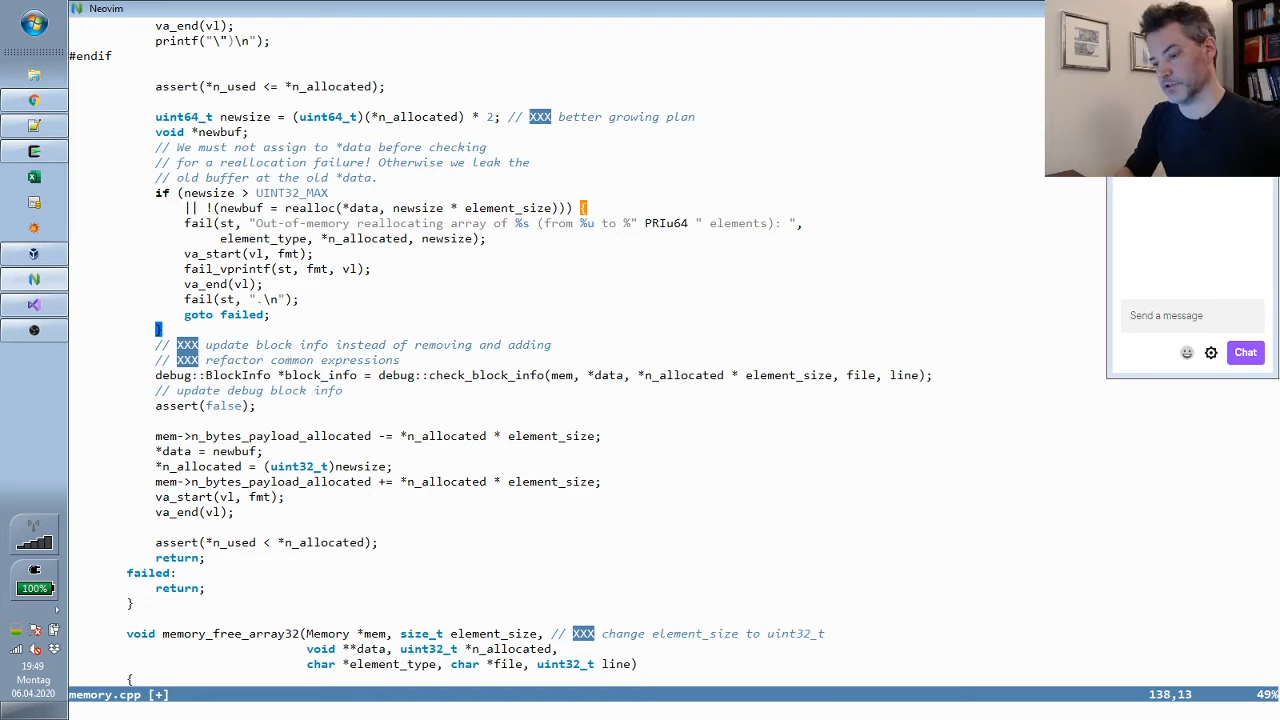 Neovim
va_end(vl);
printf("\")\n");
#endif
assert(*n_used <= *n_allocated);
uint64_t newsize = (uint64_t)(*n_allocated) * 2; // XXX better growing plan
void *newbuf;
// We must not assign to *data before checking
// for a reallocation failure! Otherwise we leak the
// old buffer at the old *data.
if (newsize > UINT32_MAX
|| !(newbuf = realloc(*data, newsize * element_size))) {
fail(st, "Out-of-memory reallocating array of %s (from %u to %" PRIu64 " elements): ",
element_type, *n_allocated, newsize);
va_start(vl, fmt);
fail_vprintf(st, fmt, vl);
va_end(vl);
fail(st, ".\n");
goto failed;
}
// XXX update block info instead of removing and adding
// XXX refactor common expressions
debug::BlockInfo *block_info = debug::check_block_info(mem, *data, *n_allocated * element_size, file, line);
// update debug block info
assert(false);
mem->n_bytes_payload_allocated -= *n_allocated * element_size;
*data = newbuf;
*n_allocated = (uint32_t)newsize;
mem->n_bytes_payload_allocated += *n_allocated * element_size;
va_start(vl, fmt);
va_end(vl);
assert(*n_used < *n_allocated);
return;
failed:
return;
}
void memory_free_array32(Memory *mem, size_t element_size, // XXX change element_size to uint32_t
void **data, uint32_t *n_allocated,
char *element_type, char *file, uint32_t line)
{
memory.cpp [+]
138,13
49%
Send a message
Chat
100%
19:49
Montag
06.04.2020